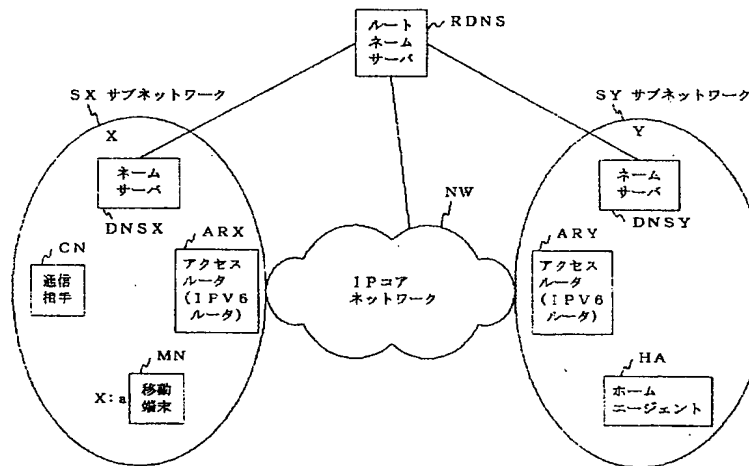 ルート
ネーム
サーバ
RDNS
SX サブネットワーク
X
ネーム
サーバ
DNSX
CN
通信
相手
ARX
アクセス
ルータ
(IPV6
ルータ)
MN
X:a
移動
端末
NW
IPコア
ネットワーク
SY サブネットワーク
Y
ネーム
サーバ
DNSY
ARY
アクセス
ルータ
(IPV6
ルータ)
HA
ホーム
エージェント